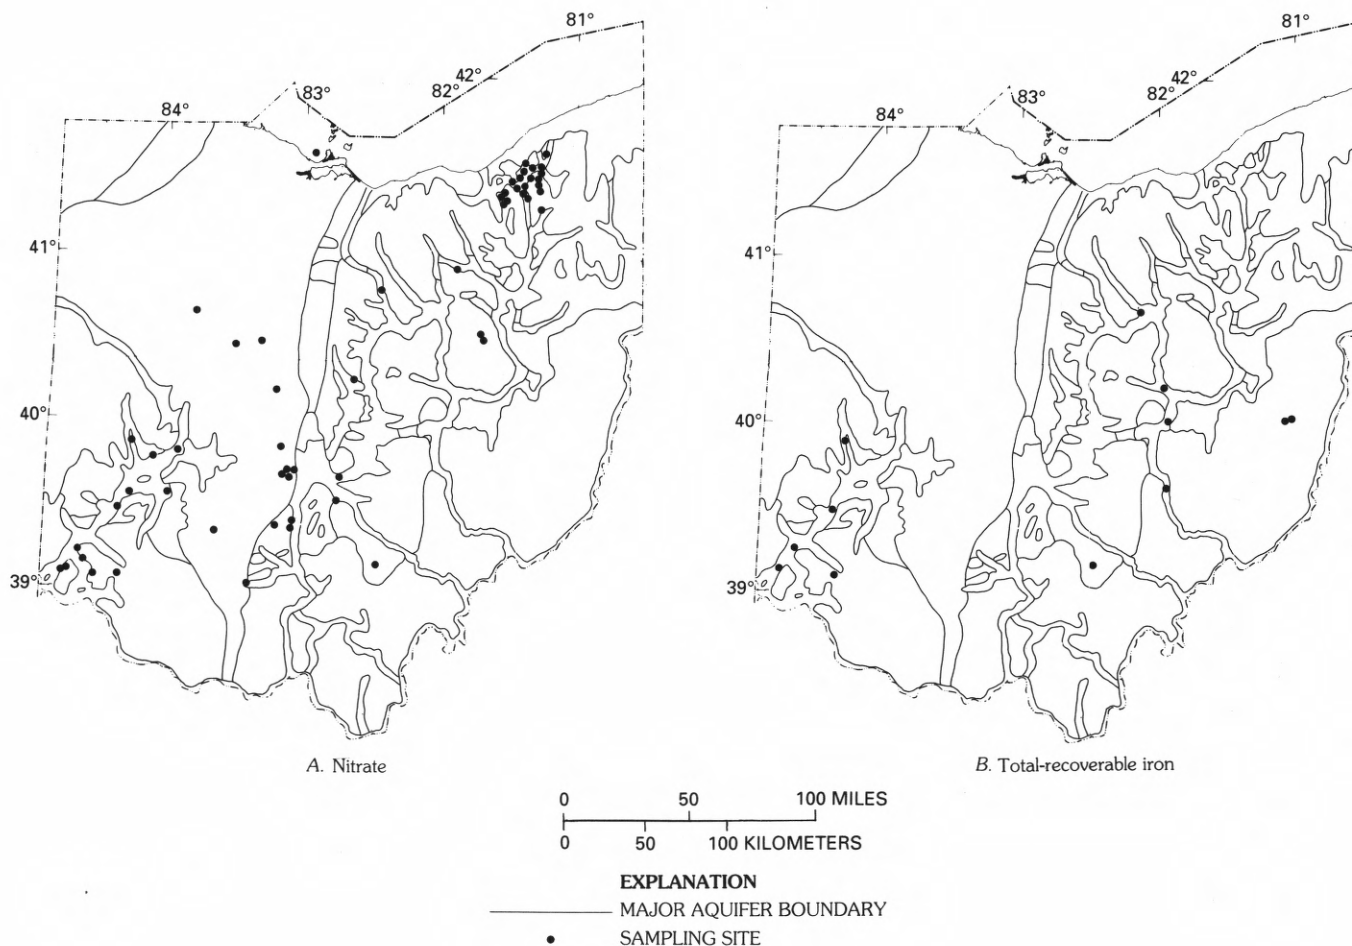 81°
42°
82°
83°
84°
41°
40°
39°
A. Nitrate
81°
42°
82°
83°
84°
41°
40°
39°
B. Total-recoverable iron
0 50 100 MILES
0 50 100 KILOMETERS
EXPLANATION
MAJOR AQUIFER BOUNDARY
SAMPLING SITE